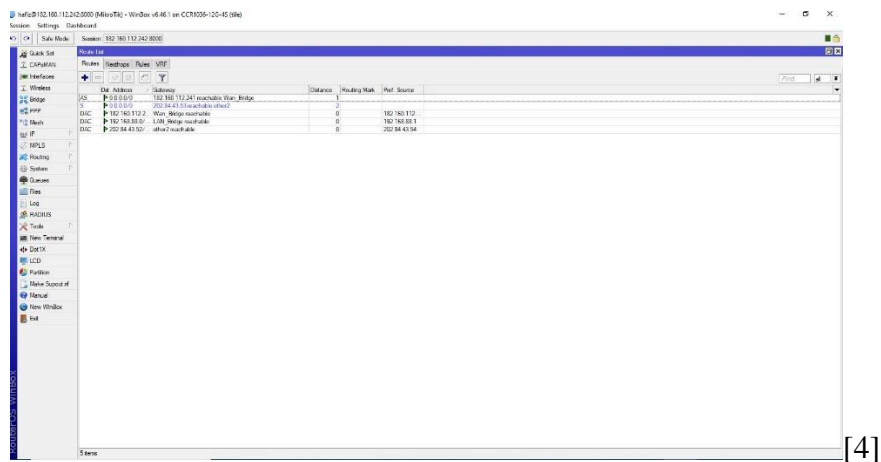 hafiz@182.160.112.242:8000 (MikroTik) - WinBox v6.46.1 on CCR1036-12G-4S (tile)
Session Settings Dashboard
Safe Mode Session: 182.160.112.242:8000
Quick Set
CAPsMAN
Interfaces
Wireless
Bridge
PPP
Mesh
IP
MPLS
Routing
System
Queues
Files
Log
RADIUS
Tools
New Terminal
Dot1X
LCD
Partition
Make Supout.rif
Manual
New WinBox
Exit
RouterOS WinBox
Route List
Routes Nexthops Rules VRF
Find all
Dst. Address Gateway Distance Routing Mark Pref. Source
AS 0.0.0.0/0 182.160.112.241 reachable Wan_Bridge 1
S 0.0.0.0/0 202.84.43.53 reachable ether2 2
DAC 182.160.112.2... Wan_Bridge reachable 0 182.160.112...
DAC 192.168.88.0/... LAN_Bridge reachable 0 192.168.88.1
DAC 202.84.43.52/... ether2 reachable 0 202.84.43.54
5 items
[4]